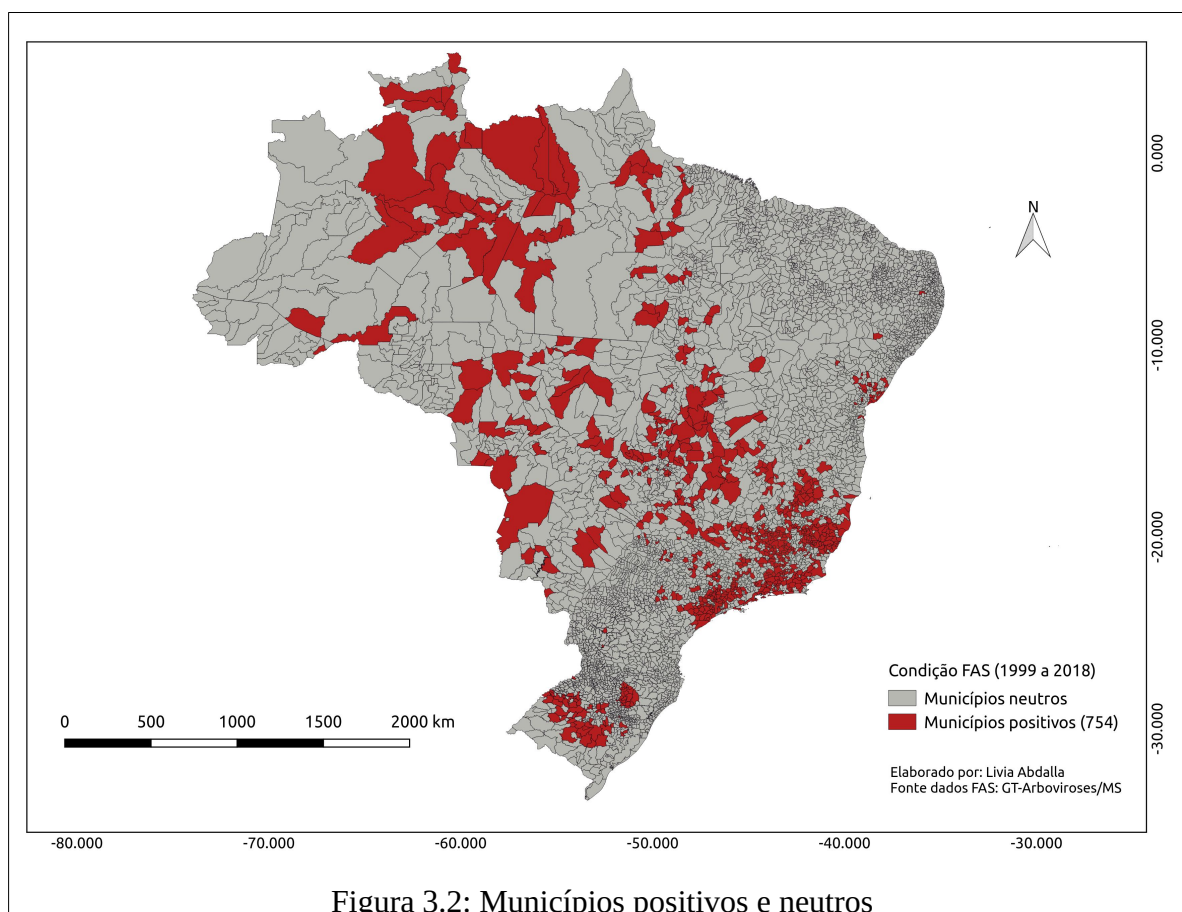 N
0.000
-10.000
-20.000
-30.000
Condição FAS (1999 a 2018)
Municípios neutros
Municípios positivos (754)
0 500 1000 1500 2000 km
Elaborado por: Livia Abdalla
Fonte dados FAS: GT-Arboviroses/MS
-80.000 -70.000 -60.000 -50.000 -40.000 -30.000
Figura 3.2: Municípios positivos e neutros